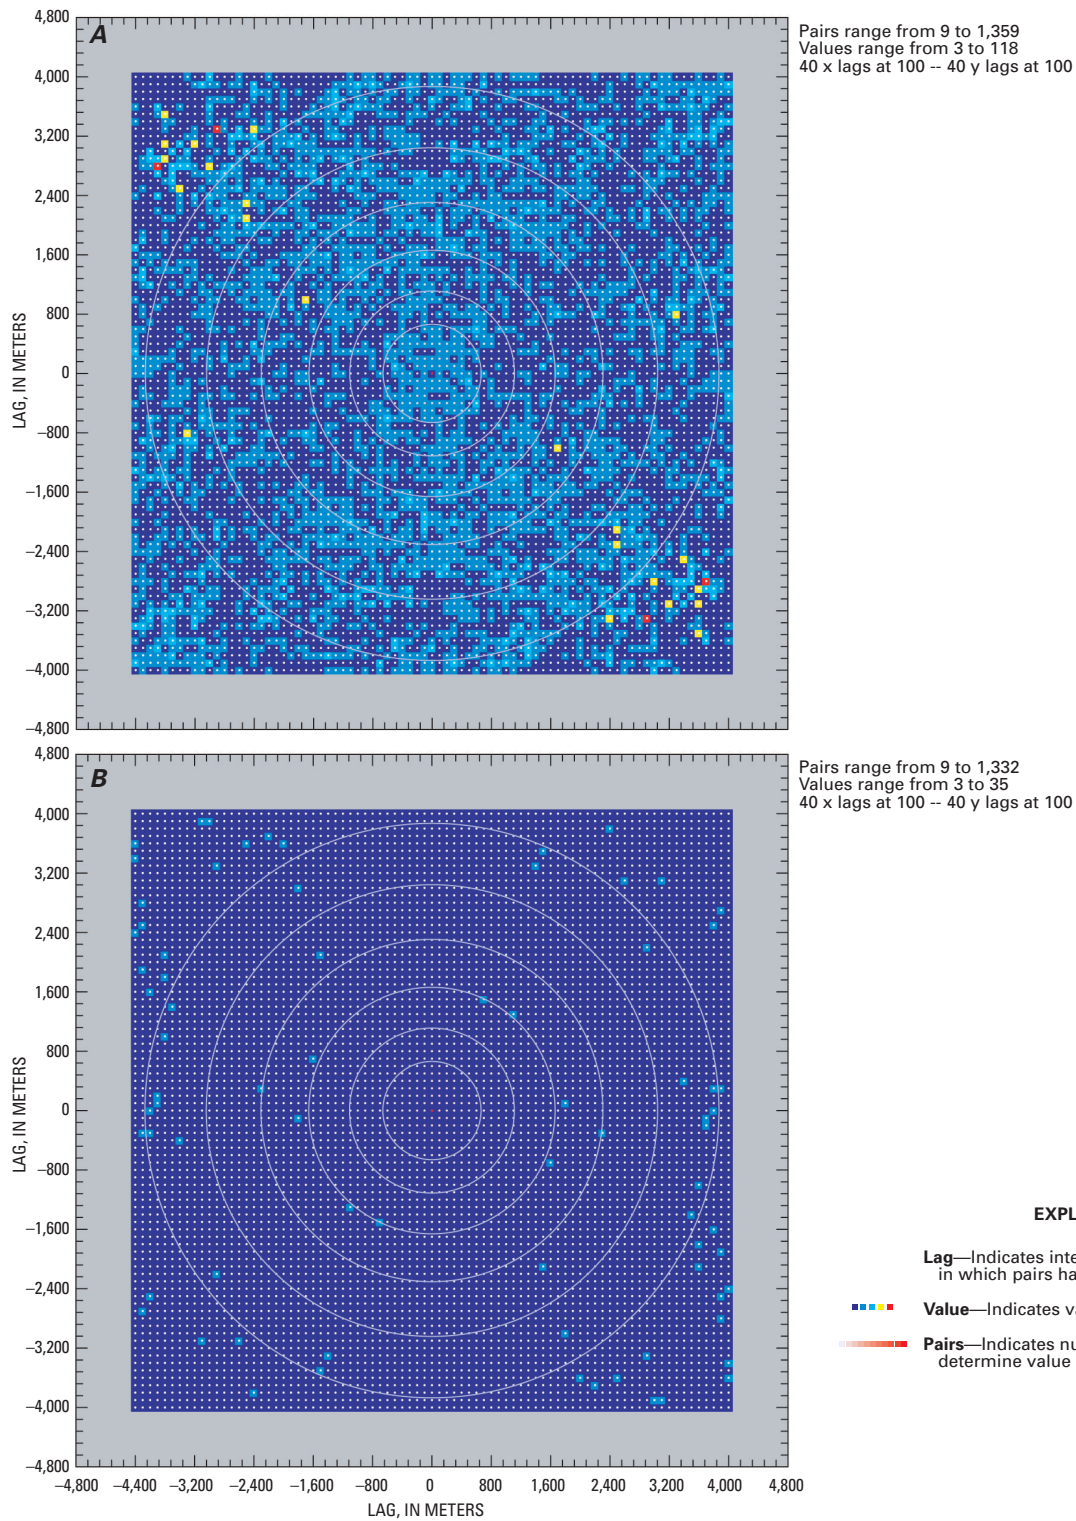 4,800
4,000
3,200
2,400
1,600
800
0
–800
–1,600
–2,400
–3,200
–4,000
–4,800
LAG, IN METERS
A
Pairs range from 9 to 1,359
Values range from 3 to 118
40 x lags at 100 -- 40 y lags at 100
4,800
4,000
3,200
2,400
1,600
800
0
–800
–1,600
–2,400
–3,200
–4,000
–4,800
LAG, IN METERS
B
Pairs range from 9 to 1,332
Values range from 3 to 35
40 x lags at 100 -- 40 y lags at 100
–4,800 –4,400 –3,200 –2,400 –1,600 –800 0 800 1,600 2,400 3,200 4,000 4,800
LAG, IN METERS
EXPL
Lag—Indicates inte
in which pairs ha
Value—Indicates va
Pairs—Indicates nu
determine value